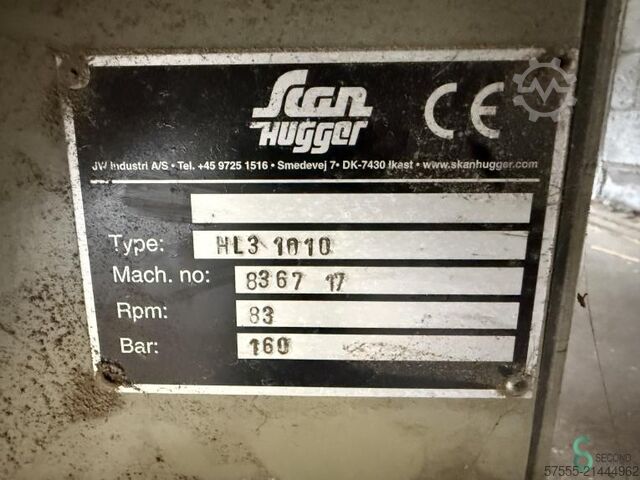 Scan
Hugger
CE
JW Industri A/S • Tel. +45 9725 1516 • Smedevej 7 • DK-7430 Ikast • www.skanhugger.com
Type: HL3 1010
Mach. no: 8367 17
Rpm: 83
Bar: 160
S SECOND
57555-21444962